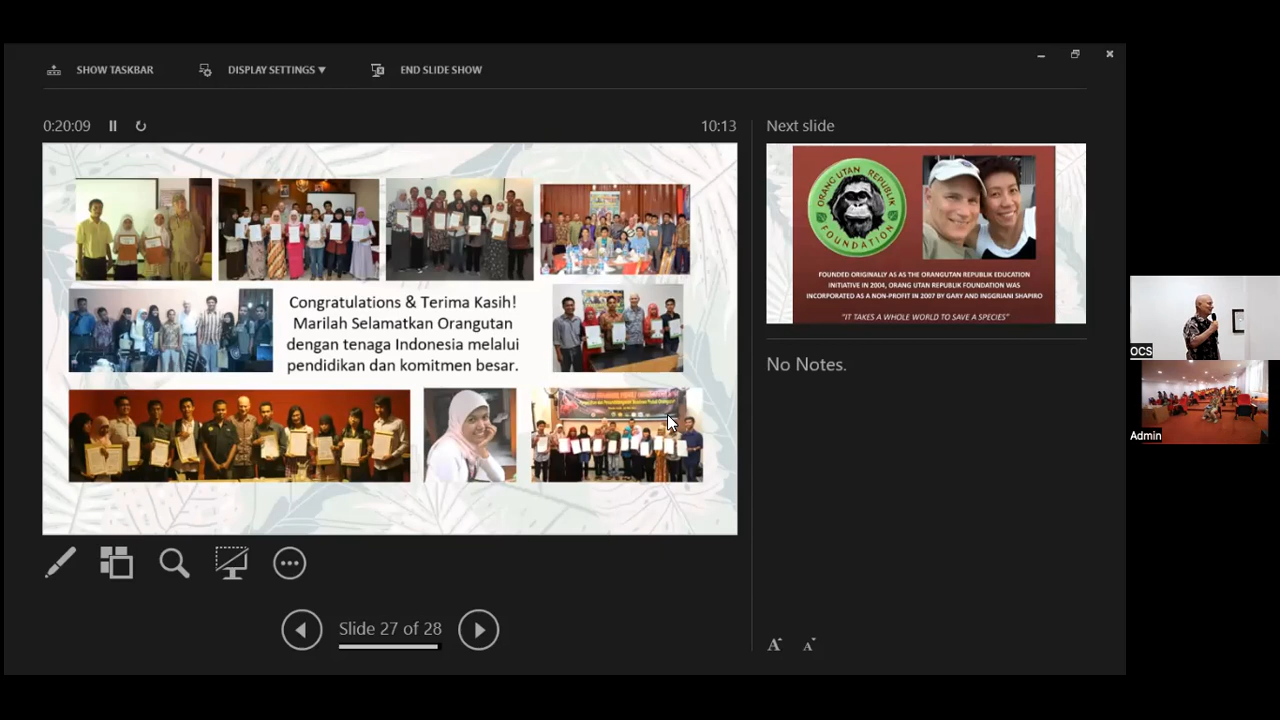 SHOW TASKBAR
DISPLAY SETTINGS ▼
END SLIDE SHOW
0:20:09
10:13
Next slide
Congratulations & Terima Kasih!
Marilah Selamatkan Orangutan
dengan tenaga Indonesia melalui
pendidikan dan komitmen besar.
ORANG UTAN REPUBLIK
FOUNDATION
FOUNDED ORIGINALLY AS AS THE ORANGUTAN REPUBLIK EDUCATION
INITIATIVE IN 2004, ORANG UTAN REPUBLIK FOUNDATION WAS
INCORPORATED AS A NON-PROFIT IN 2007 BY GARY AND INGGRIANI SHAPIRO
"IT TAKES A WHOLE WORLD TO SAVE A SPECIES"
No Notes.
OCS
Admin
Slide 27 of 28
A A